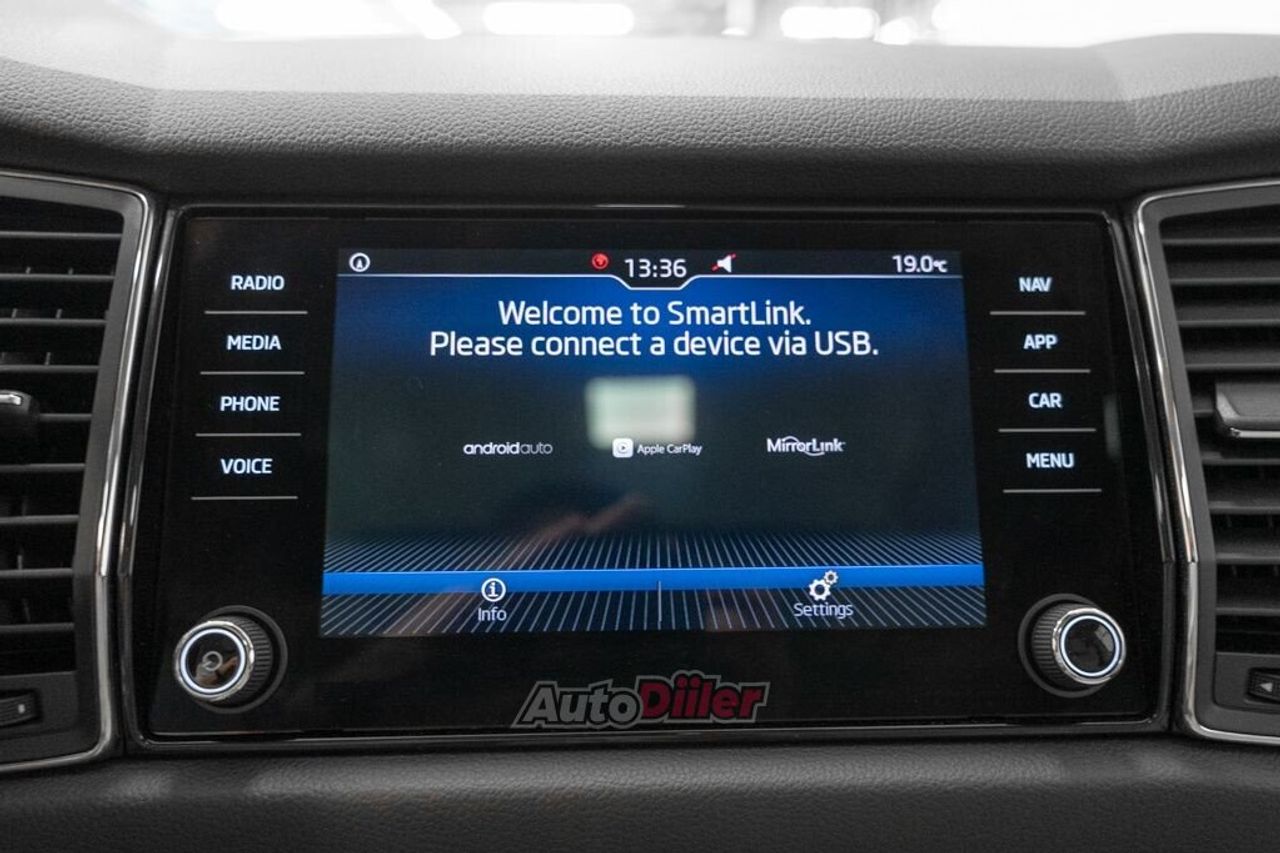 13:36
19.0°C
Welcome to SmartLink.
Please connect a device via USB.
androidauto
Apple CarPlay
MirrorLink
Info
Settings
RADIO
MEDIA
PHONE
VOICE
NAV
APP
CAR
MENU
AutoDiiler